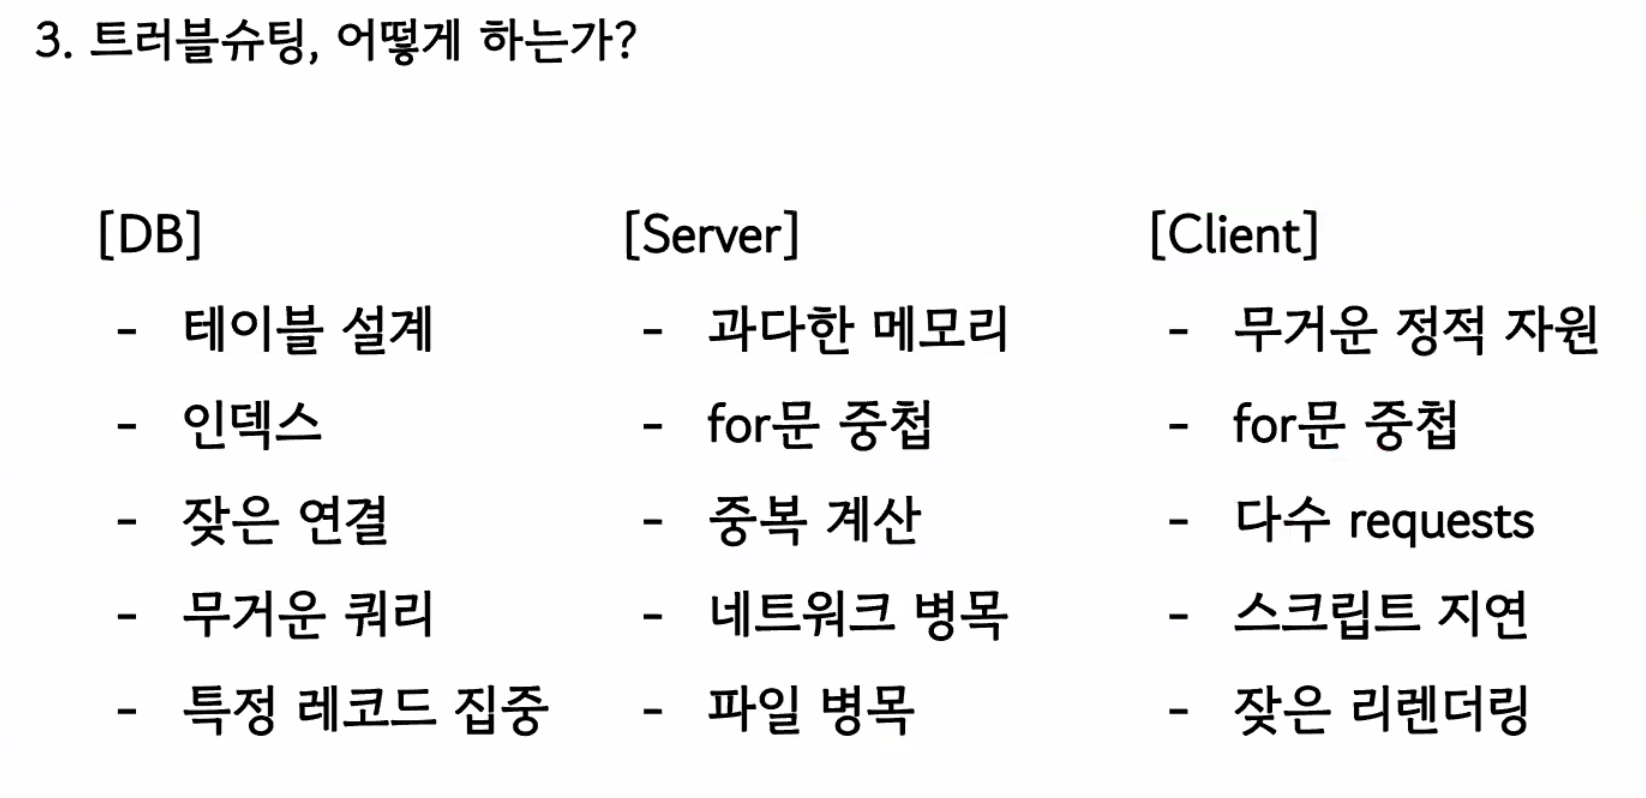 3. 트러블슈팅, 어떻게 하는가?
[DB]
- 테이블 설계
- 인덱스
- 잦은 연결
- 무거운 쿼리
- 특정 레코드 집중
[Server]
- 과다한 메모리
- for문 중첩
- 중복 계산
- 네트워크 병목
- 파일 병목
[Client]
- 무거운 정적 자원
- for문 중첩
- 다수 requests
- 스크립트 지연
- 잦은 리렌더링